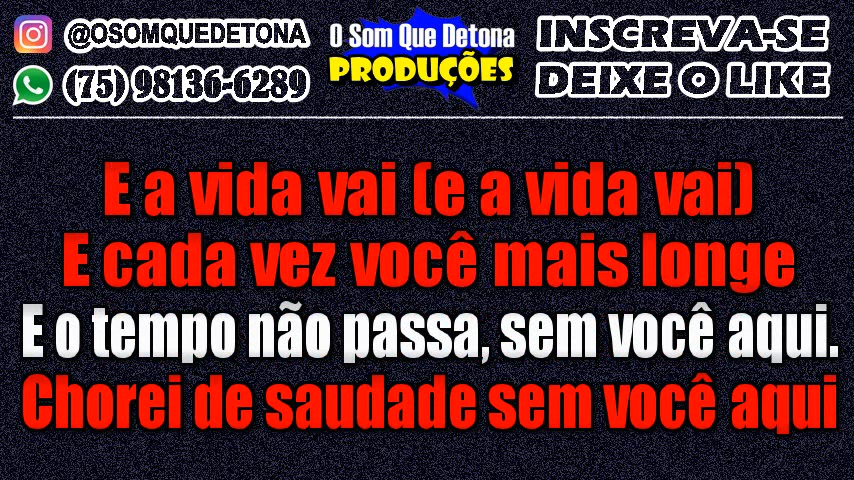 @OSOMQUEDETONA
(75) 98136-6289
O Som Que Detona
PRODUÇÕES
INSCREVA-SE
DEIXE O LIKE
E a vida vai (e a vida vai)
E cada vez você mais longe
E o tempo não passa, sem você aqui.
Chorei de saudade sem você aqui